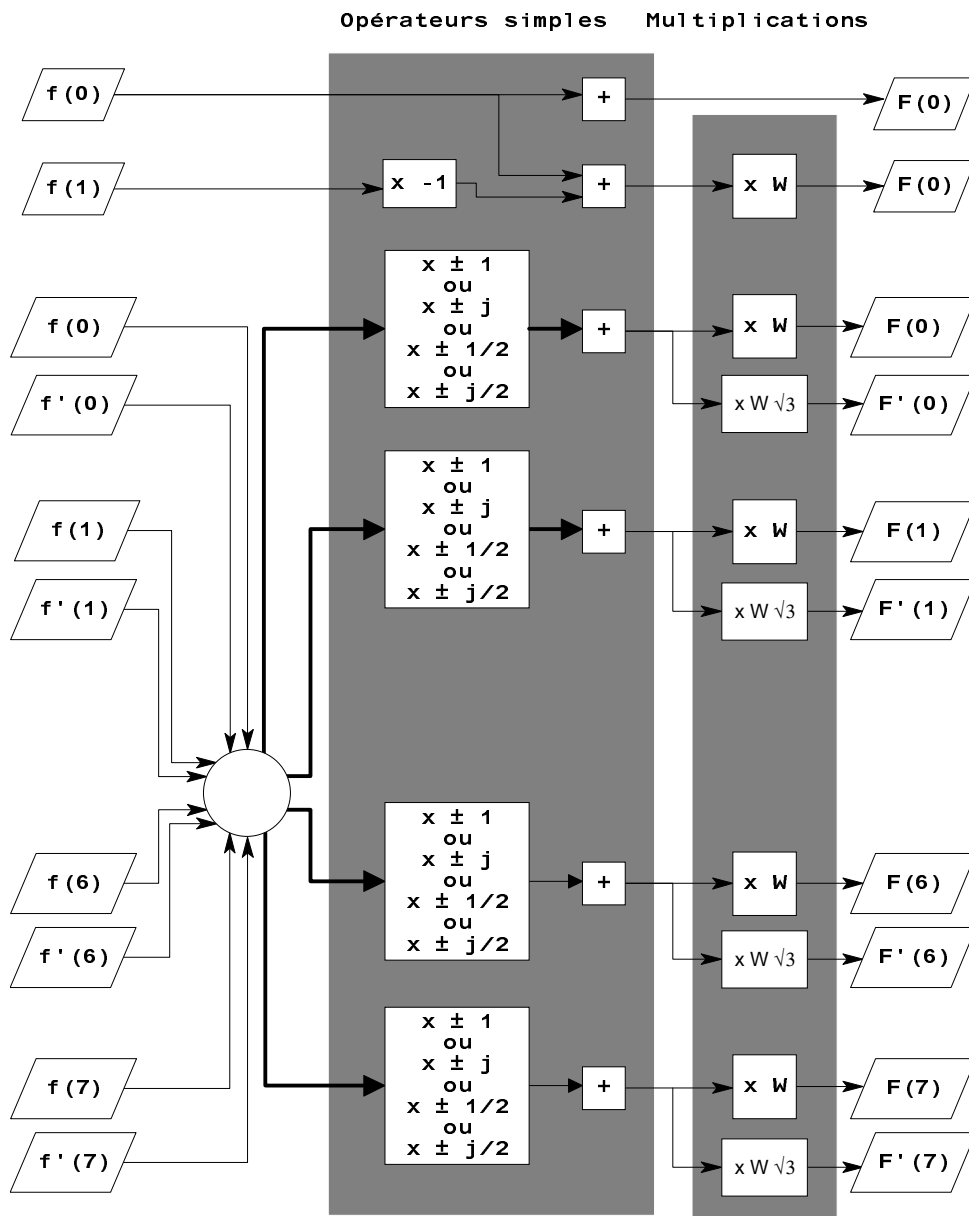 Opérateurs simples Multiplications
f(0)
+
F(0)
f(1)
x -1
+
x W
F(0)
f(0)
f'(0)
x ± 1
ou
x ± j
ou
x ± 1/2
ou
x ± j/2
+
x W
F(0)
x W √3
F'(0)
f(1)
f'(1)
x ± 1
ou
x ± j
ou
x ± 1/2
ou
x ± j/2
+
x W
F(1)
x W √3
F'(1)
f(6)
f'(6)
x ± 1
ou
x ± j
ou
x ± 1/2
ou
x ± j/2
+
x W
F(6)
x W √3
F'(6)
f(7)
f'(7)
x ± 1
ou
x ± j
ou
x ± 1/2
ou
x ± j/2
+
x W
F(7)
x W √3
F'(7)